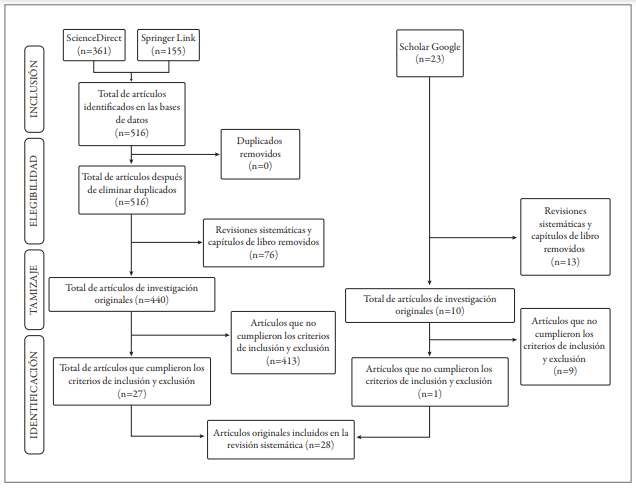 ScienceDirect
(n=361)
Springer Link
(n=155)
Scholar Google
(n=23)
INCLUSIÓN
Total de artículos
identificados en las bases
de datos
(n=516)
Duplicados
removidos
(n=0)
ELEGIBILIDAD
Total de artículos después
de eliminar duplicados
(n=516)
Revisiones sistemáticas y
capítulos de libro removidos
(n=76)
Revisiones
sistemáticas y
capítulos de libro
removidos
(n=13)
TAMIZAJE
Total de artículos de investigación
originales (n=440)
Total de artículos de investigación
originales (n=10)
Artículos que no
cumplieron los criterios
de inclusión y exclusión
(n=413)
Artículos que no
cumplieron los
criterios de inclusión
y exclusión
(n=9)
IDENTIFICACIÓN
Total de artículos que cumplieron los
criterios de inclusión y exclusión
(n=27)
Artículos que no cumplieron los
criterios de inclusión y exclusión
(n=1)
Artículos originales incluidos en la
revisión sistemática (n=28)